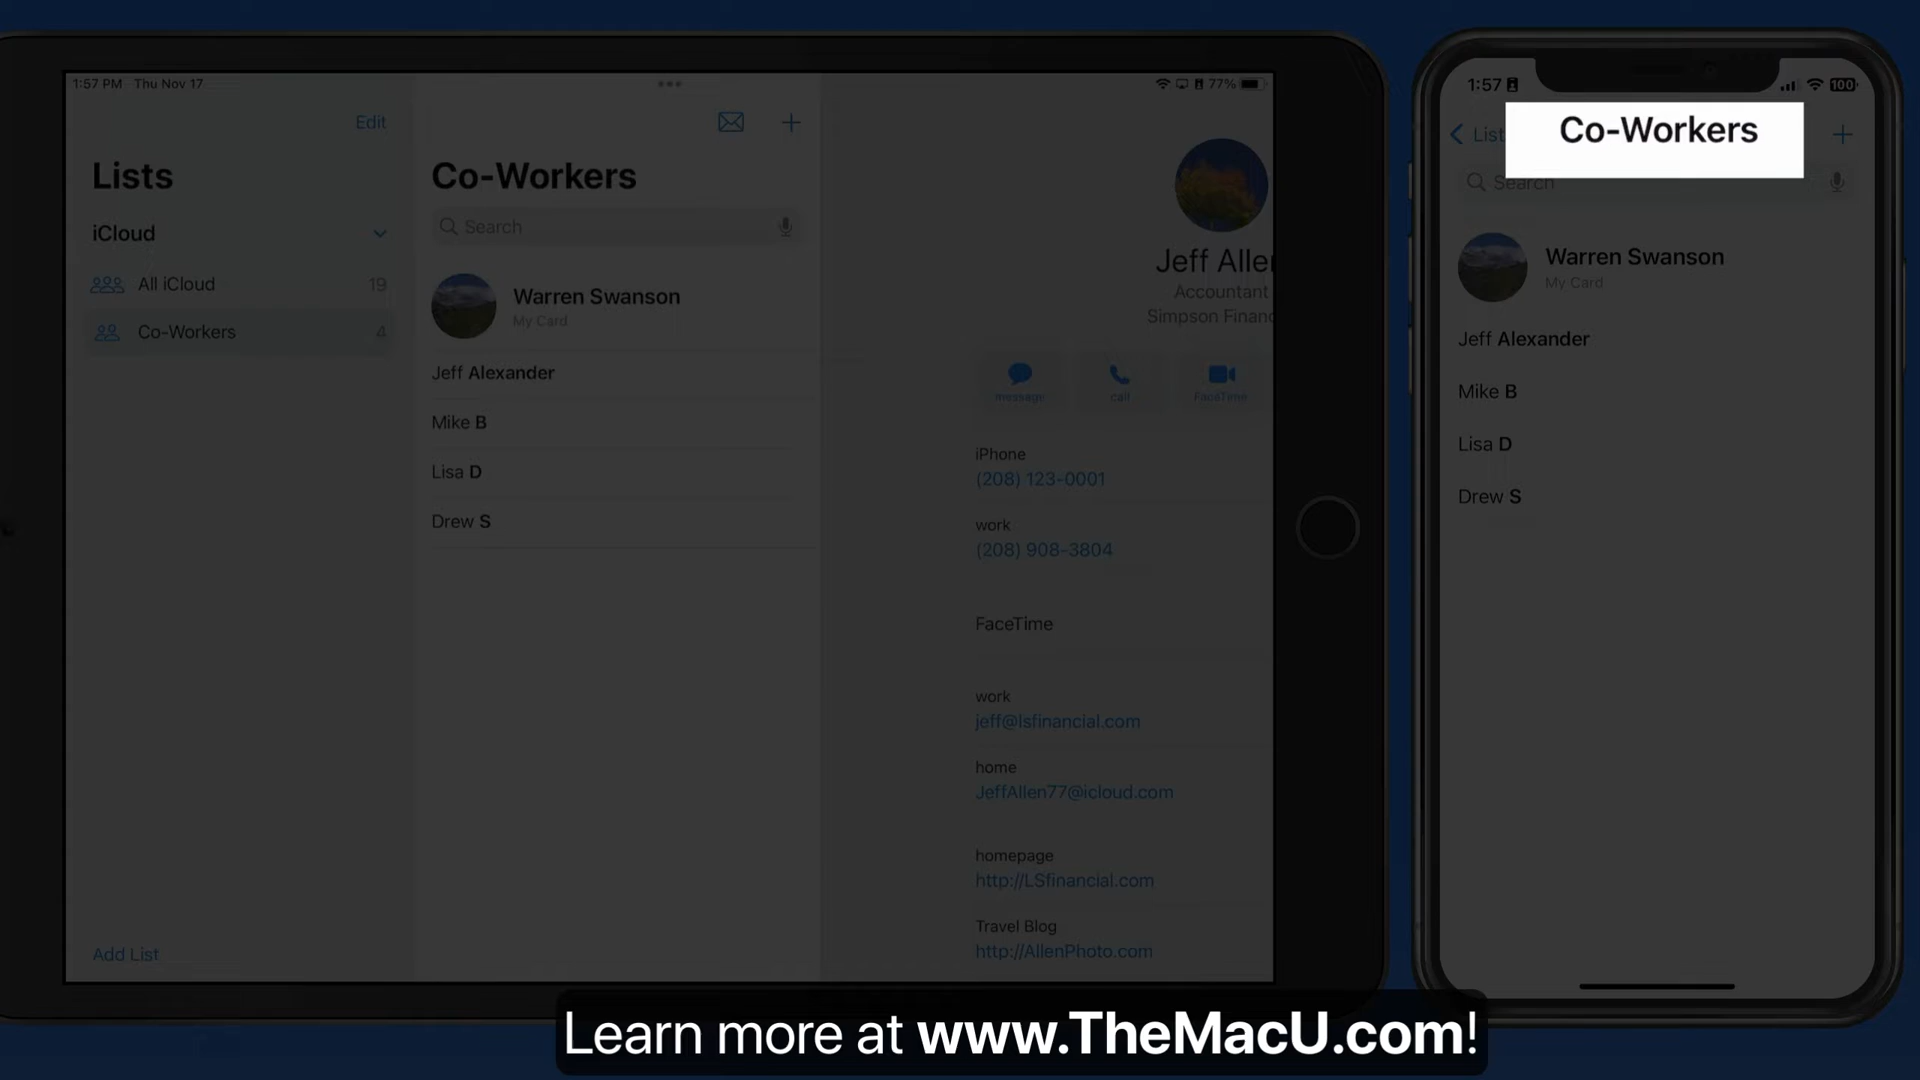 1:57 PM Thu Nov 17
77%
Edit
Lists
iCloud
All iCloud 19
Co-Workers 4
Add List
Co-Workers
Search
Warren Swanson
My Card
Jeff Alexander
Mike B
Lisa D
Drew S
Jeff Aller
Accountant
Simpson Financ
message call FaceTime
iPhone
(208) 123-0001
work
(208) 908-3804
FaceTime
work
jeff@lsfinancial.com
home
JeffAllen77@icloud.com
homepage
http://LSfinancial.com
Travel Blog
http://AllenPhoto.com
1:57 100
List Co-Workers
Search
Warren Swanson
My Card
Jeff Alexander
Mike B
Lisa D
Drew S
Learn more at www.TheMacU.com!